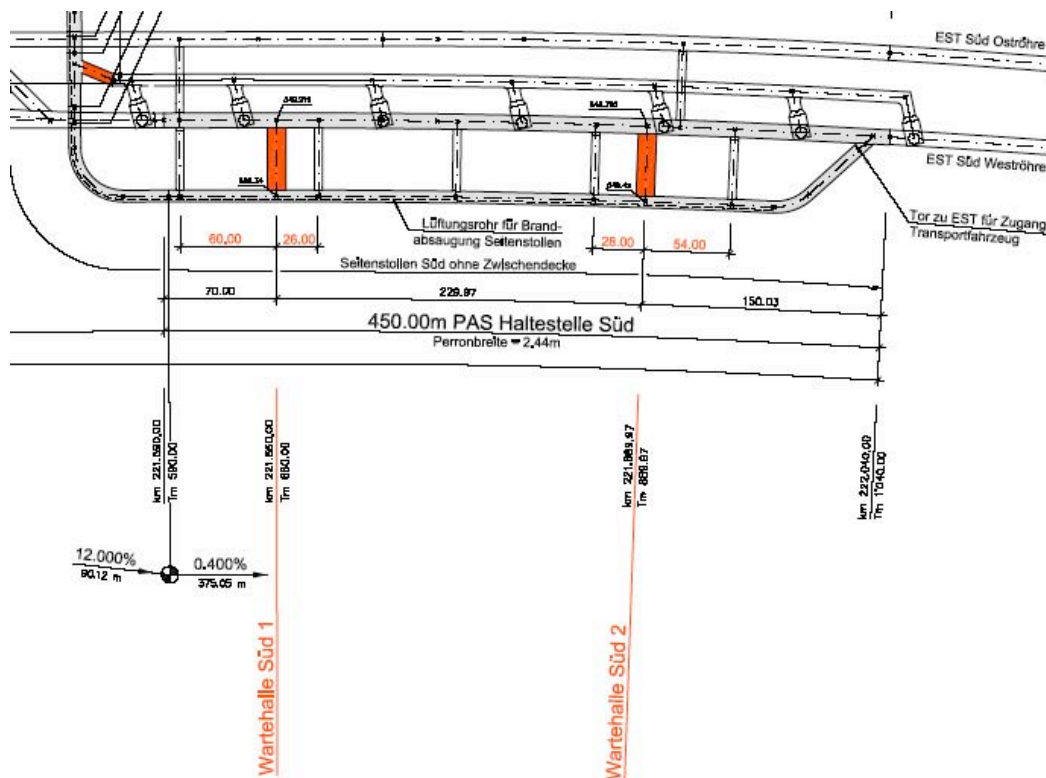 EST Süd Oströhre
EST Süd Weströhre
Lüftungsrohr für Brand-
absaugung Seitenstollen
Tor zu EST für Zugang
Transportfahrzeug
60,00
26.00
28.00
54.00
Seitenstollen Süd ohne Zwischendecke
70.00
229.97
150.03
450.00m PAS Haltestelle Süd
Perronbreite = 2.44m
km 221.590,00
Tm 590.00
km 221.660,00
Tm 660.00
km 221.889,97
Tm 889.97
km 222.040,00
Tm 1'040.00
12.000%
90.12 m
0.400%
375.05 m
Wartehalle Süd 1
Wartehalle Süd 2